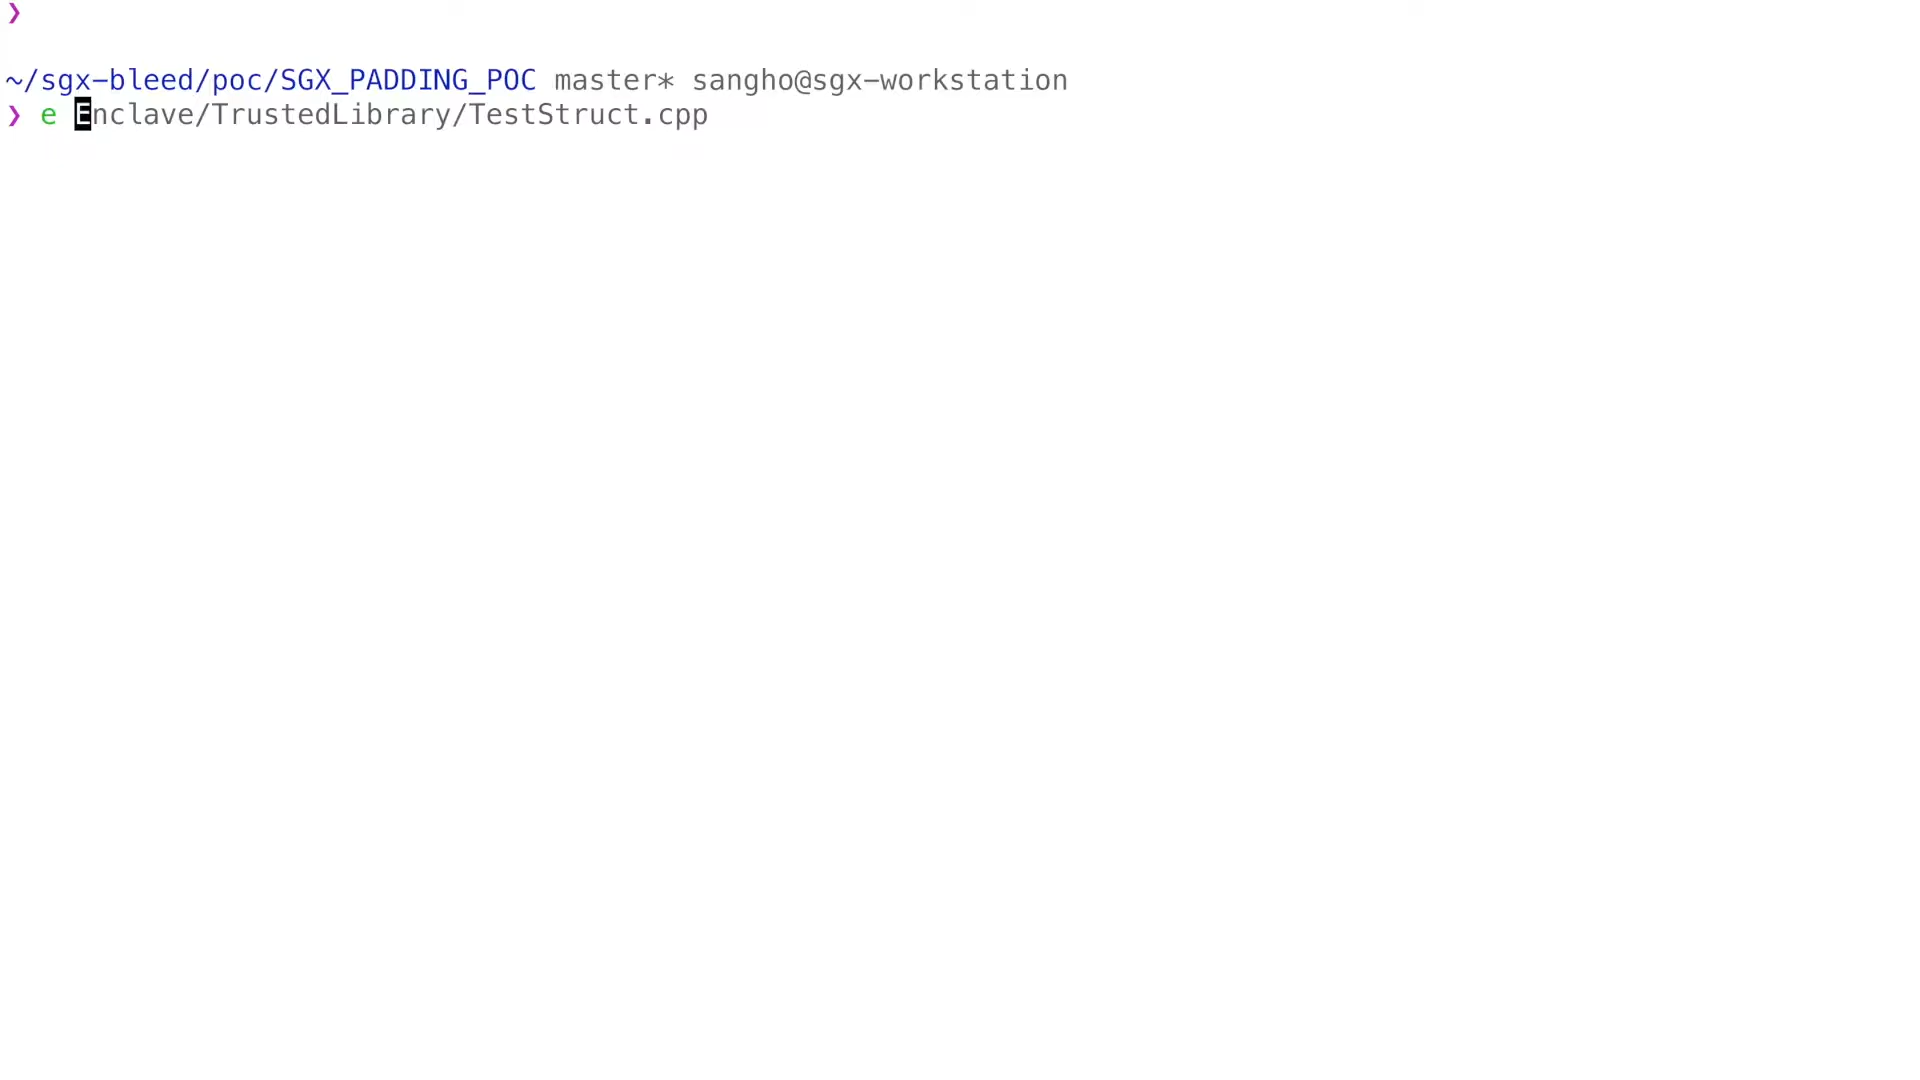 ❯
~/sgx-bleed/poc/SGX_PADDING_POC master* sangho@sgx-workstation
❯ e Enclave/TrustedLibrary/TestStruct.cpp